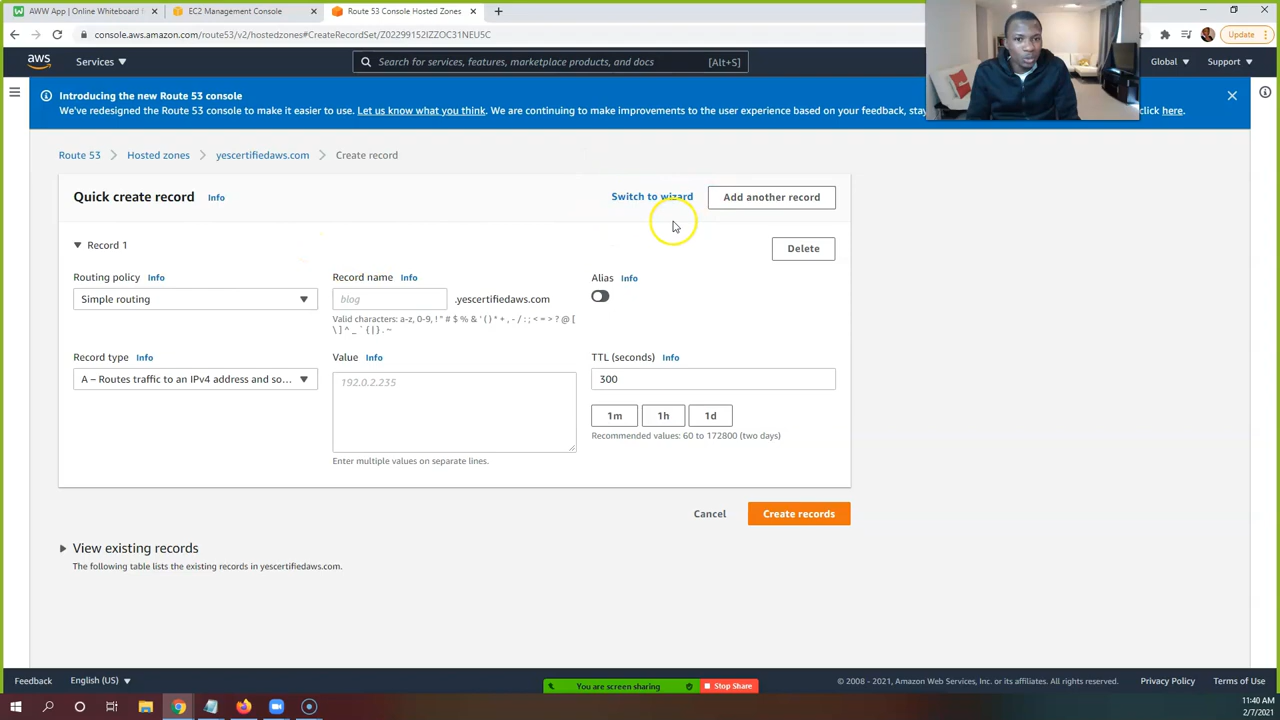 AWW App | Online Whiteboard f
EC2 Management Console
Route 53 Console Hosted Zones
console.aws.amazon.com/route53/v2/hostedzones#CreateRecordSet/Z02299152IZZOC31NEU5C
Update
aws
Services
Search for services, features, marketplace products, and docs
[Alt+S]
Global
Support
Introducing the new Route 53 console
We've redesigned the Route 53 console to make it easier to use. Let us know what you think. We are continuing to make improvements to the user experience based on your feedback, stay
click here.
Route 53
Hosted zones
yescertifiedaws.com
Create record
Quick create record
Info
Switch to wizard
Add another record
Record 1
Delete
Routing policy Info
Record name Info
Alias Info
Simple routing
blog
.yescertifiedaws.com
Valid characters: a-z, 0-9, ! " # $ % & ' ( ) * + , - / : ; < = > ? @ [
\ ] ^ _ ` { | } . ~
Record type Info
Value Info
TTL (seconds) Info
A – Routes traffic to an IPv4 address and so...
192.0.2.235
300
1m
1h
1d
Recommended values: 60 to 172800 (two days)
Enter multiple values on separate lines.
Cancel
Create records
View existing records
The following table lists the existing records in yescertifiedaws.com.
Feedback
English (US)
You are screen sharing
Stop Share
© 2008 - 2021, Amazon Web Services, Inc. or its affiliates. All rights reserved.
Privacy Policy
Terms of Use
11:40 AM
2/7/2021